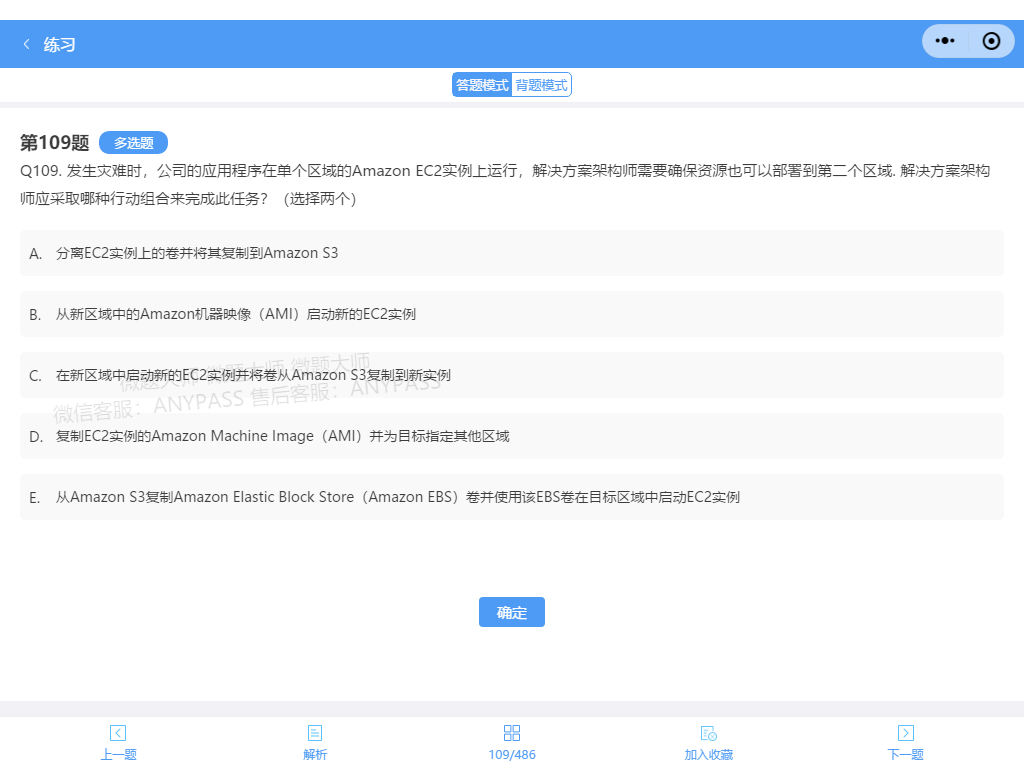 练习
答题模式 背题模式
第109题 多选题
Q109. 发生灾难时，公司的应用程序在单个区域的Amazon EC2实例上运行，解决方案架构师需要确保资源也可以部署到第二个区域. 解决方案架构
师应采取哪种行动组合来完成此任务？（选择两个）
A. 分离EC2实例上的卷并将其复制到Amazon S3
B. 从新区域中的Amazon机器映像（AMI）启动新的EC2实例
C. 在新区域中启动新的EC2实例并将卷从Amazon S3复制到新实例
微题大师 微题大师 微题大师
微信客服：ANYPASS 售后客服：ANYPASS
D. 复制EC2实例的Amazon Machine Image（AMI）并为目标指定其他区域
E. 从Amazon S3复制Amazon Elastic Block Store（Amazon EBS）卷并使用该EBS卷在目标区域中启动EC2实例
确定
上一题 解析 109/486 加入收藏 下一题